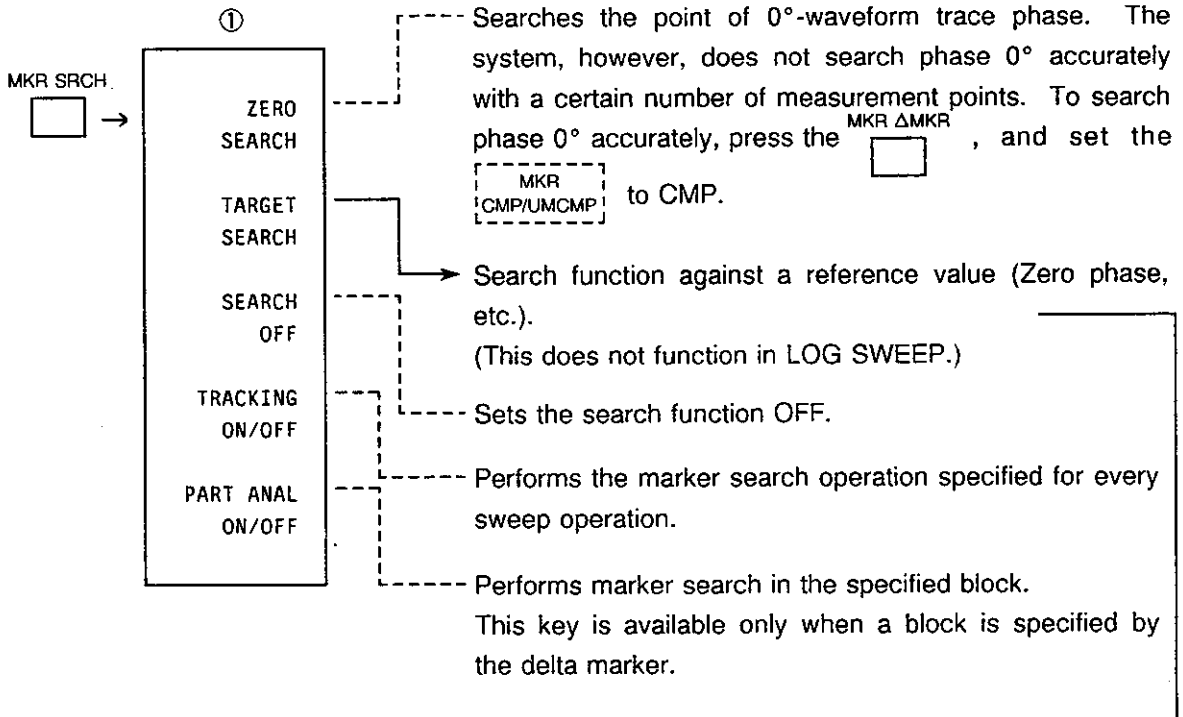 ①
MKR SRCH.
→
ZERO
SEARCH
TARGET
SEARCH
SEARCH
OFF
TRACKING
ON/OFF
PART ANAL
ON/OFF
Searches the point of 0°-waveform trace phase. The
system, however, does not search phase 0° accurately
with a certain number of measurement points. To search
phase 0° accurately, press the MKR ΔMKR , and set the
MKR
CMP/UMCMP to CMP.
Search function against a reference value (Zero phase,
etc.).
(This does not function in LOG SWEEP.)
Sets the search function OFF.
Performs the marker search operation specified for every
sweep operation.
Performs marker search in the specified block.
This key is available only when a block is specified by
the delta marker.